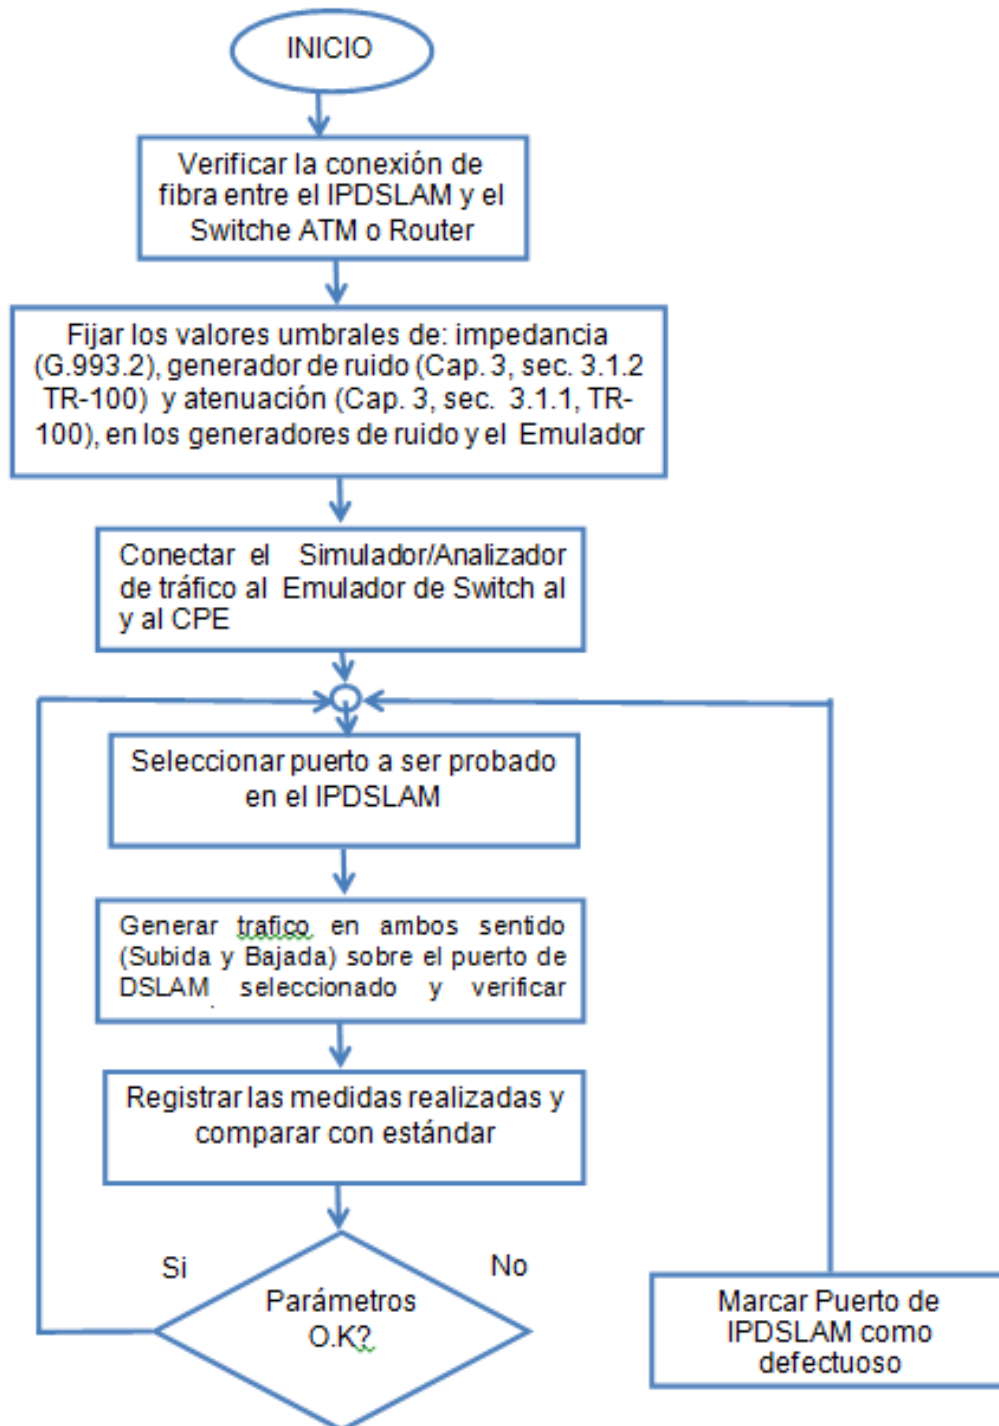 INICIO
Verificar la conexión de
fibra entre el IPDSLAM y el
Switche ATM o Router
Fijar los valores umbrales de: impedancia
(G.993.2), generador de ruido (Cap. 3, sec. 3.1.2
TR-100) y atenuación (Cap. 3, sec. 3.1.1, TR-
100), en los generadores de ruido y el Emulador
Conectar el Simulador/Analizador
de tráfico al Emulador de Switch al
y al CPE
Seleccionar puerto a ser probado
en el IPDSLAM
Generar trafico en ambos sentido
(Subida y Bajada) sobre el puerto de
DSLAM seleccionado y verificar
.
Registrar las medidas realizadas y
comparar con estándar
Si
No
Parámetros
O.K?
Marcar Puerto de
IPDSLAM como
defectuoso